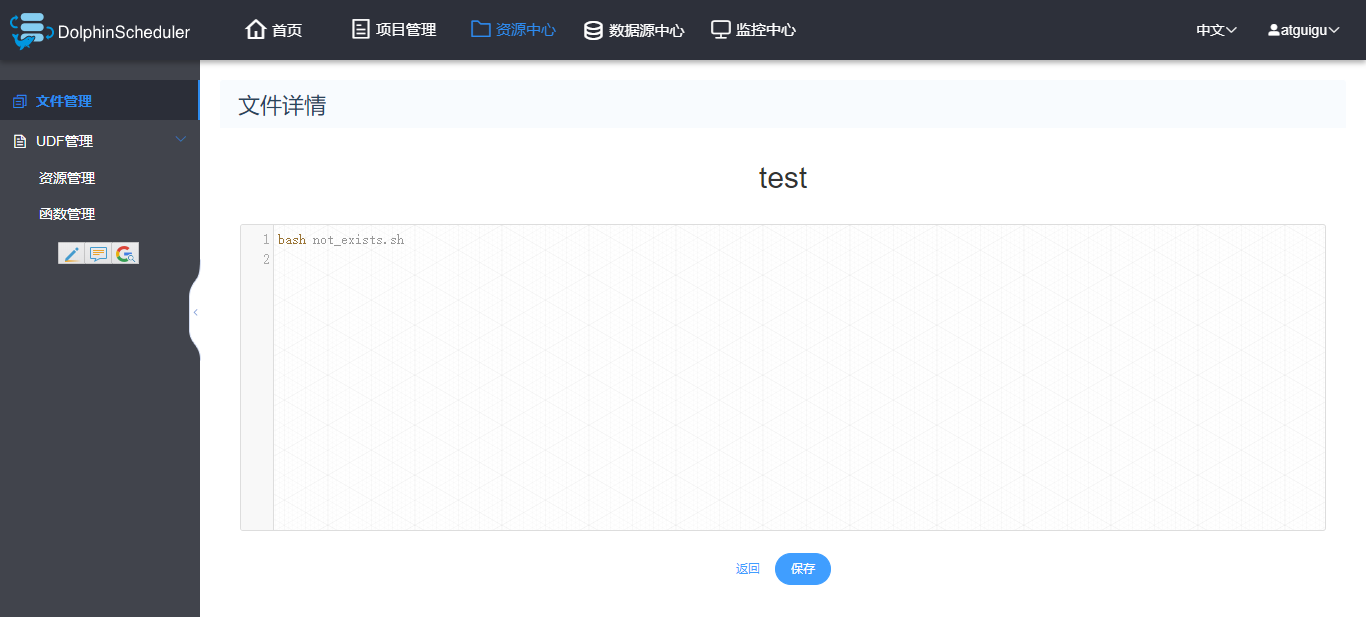 DolphinScheduler 首页 项目管理 资源中心 数据源中心 监控中心 中文 atguigu
文件管理
UDF管理
资源管理
函数管理
文件详情
test
1 bash not_exists.sh
2
返回 保存